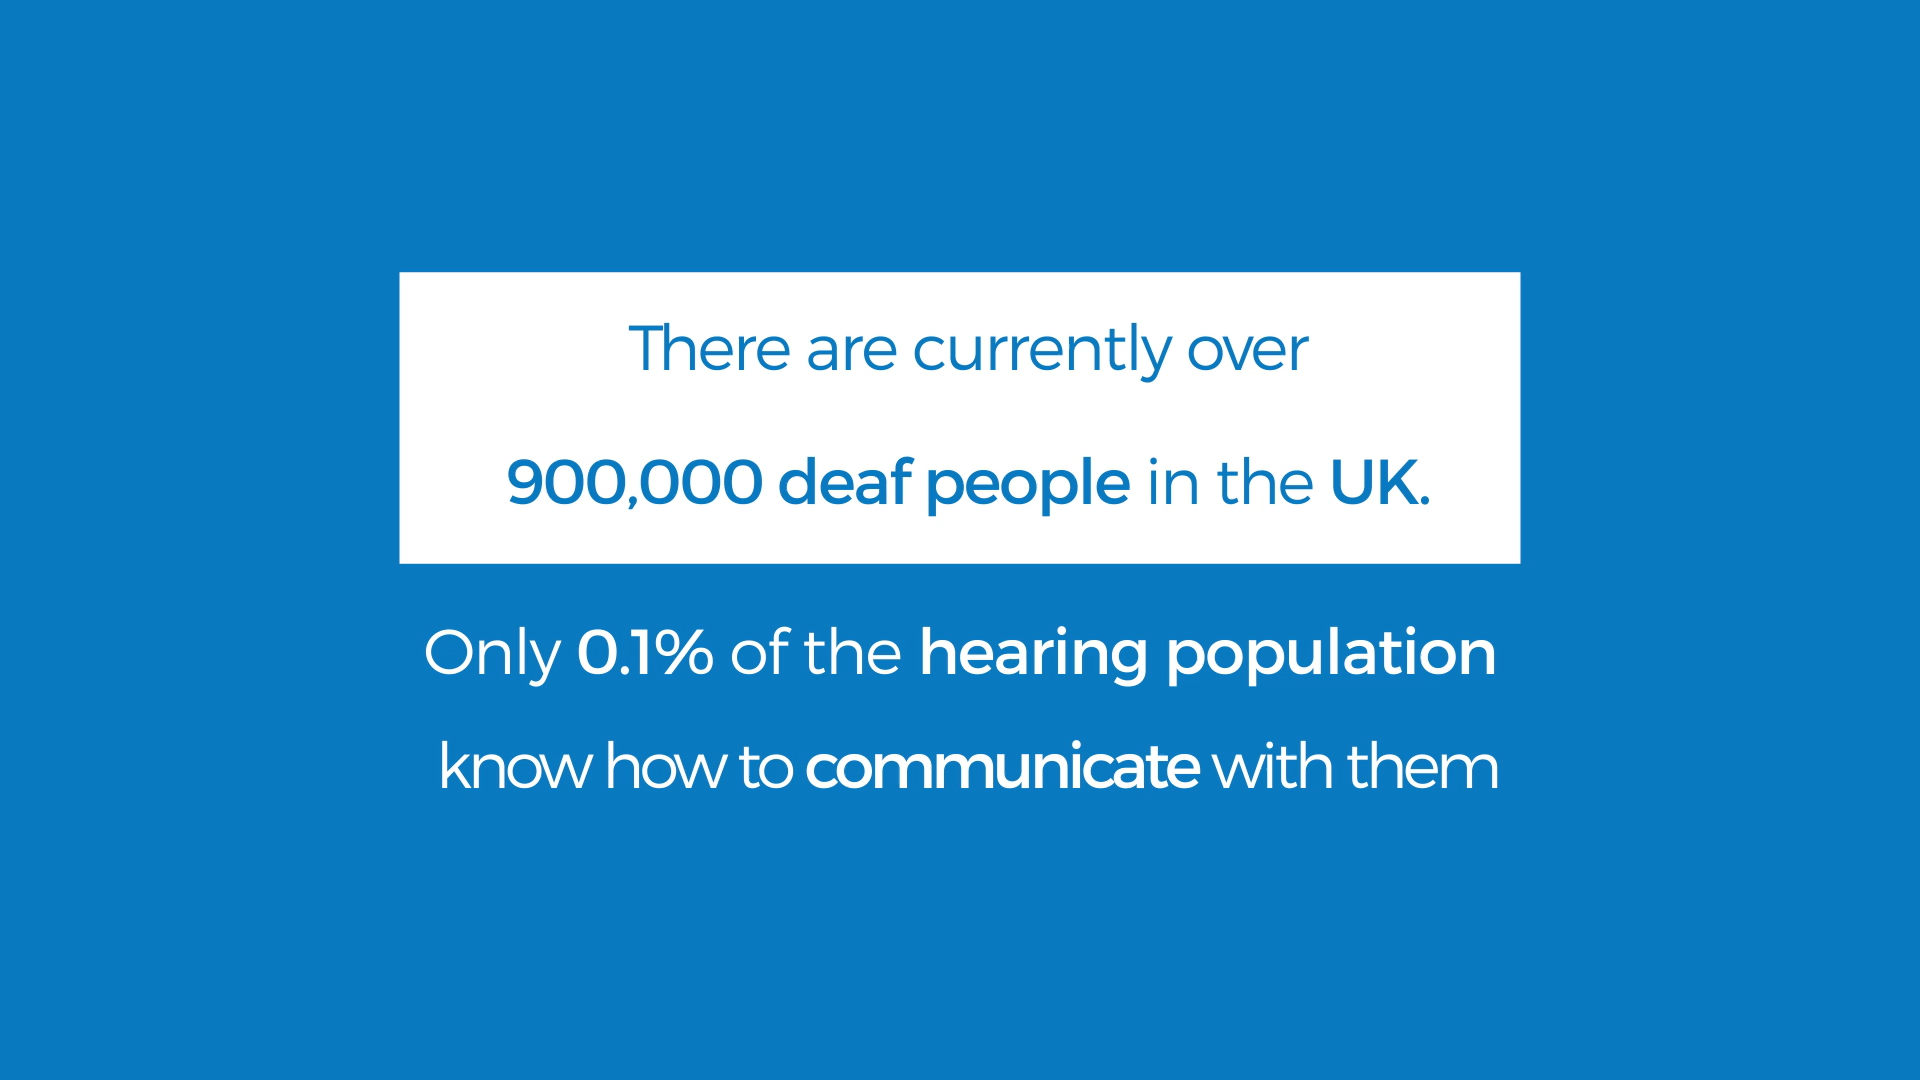 There are currently over
900,000 deaf people in the UK.
Only 0.1% of the hearing population
know how to communicate with them